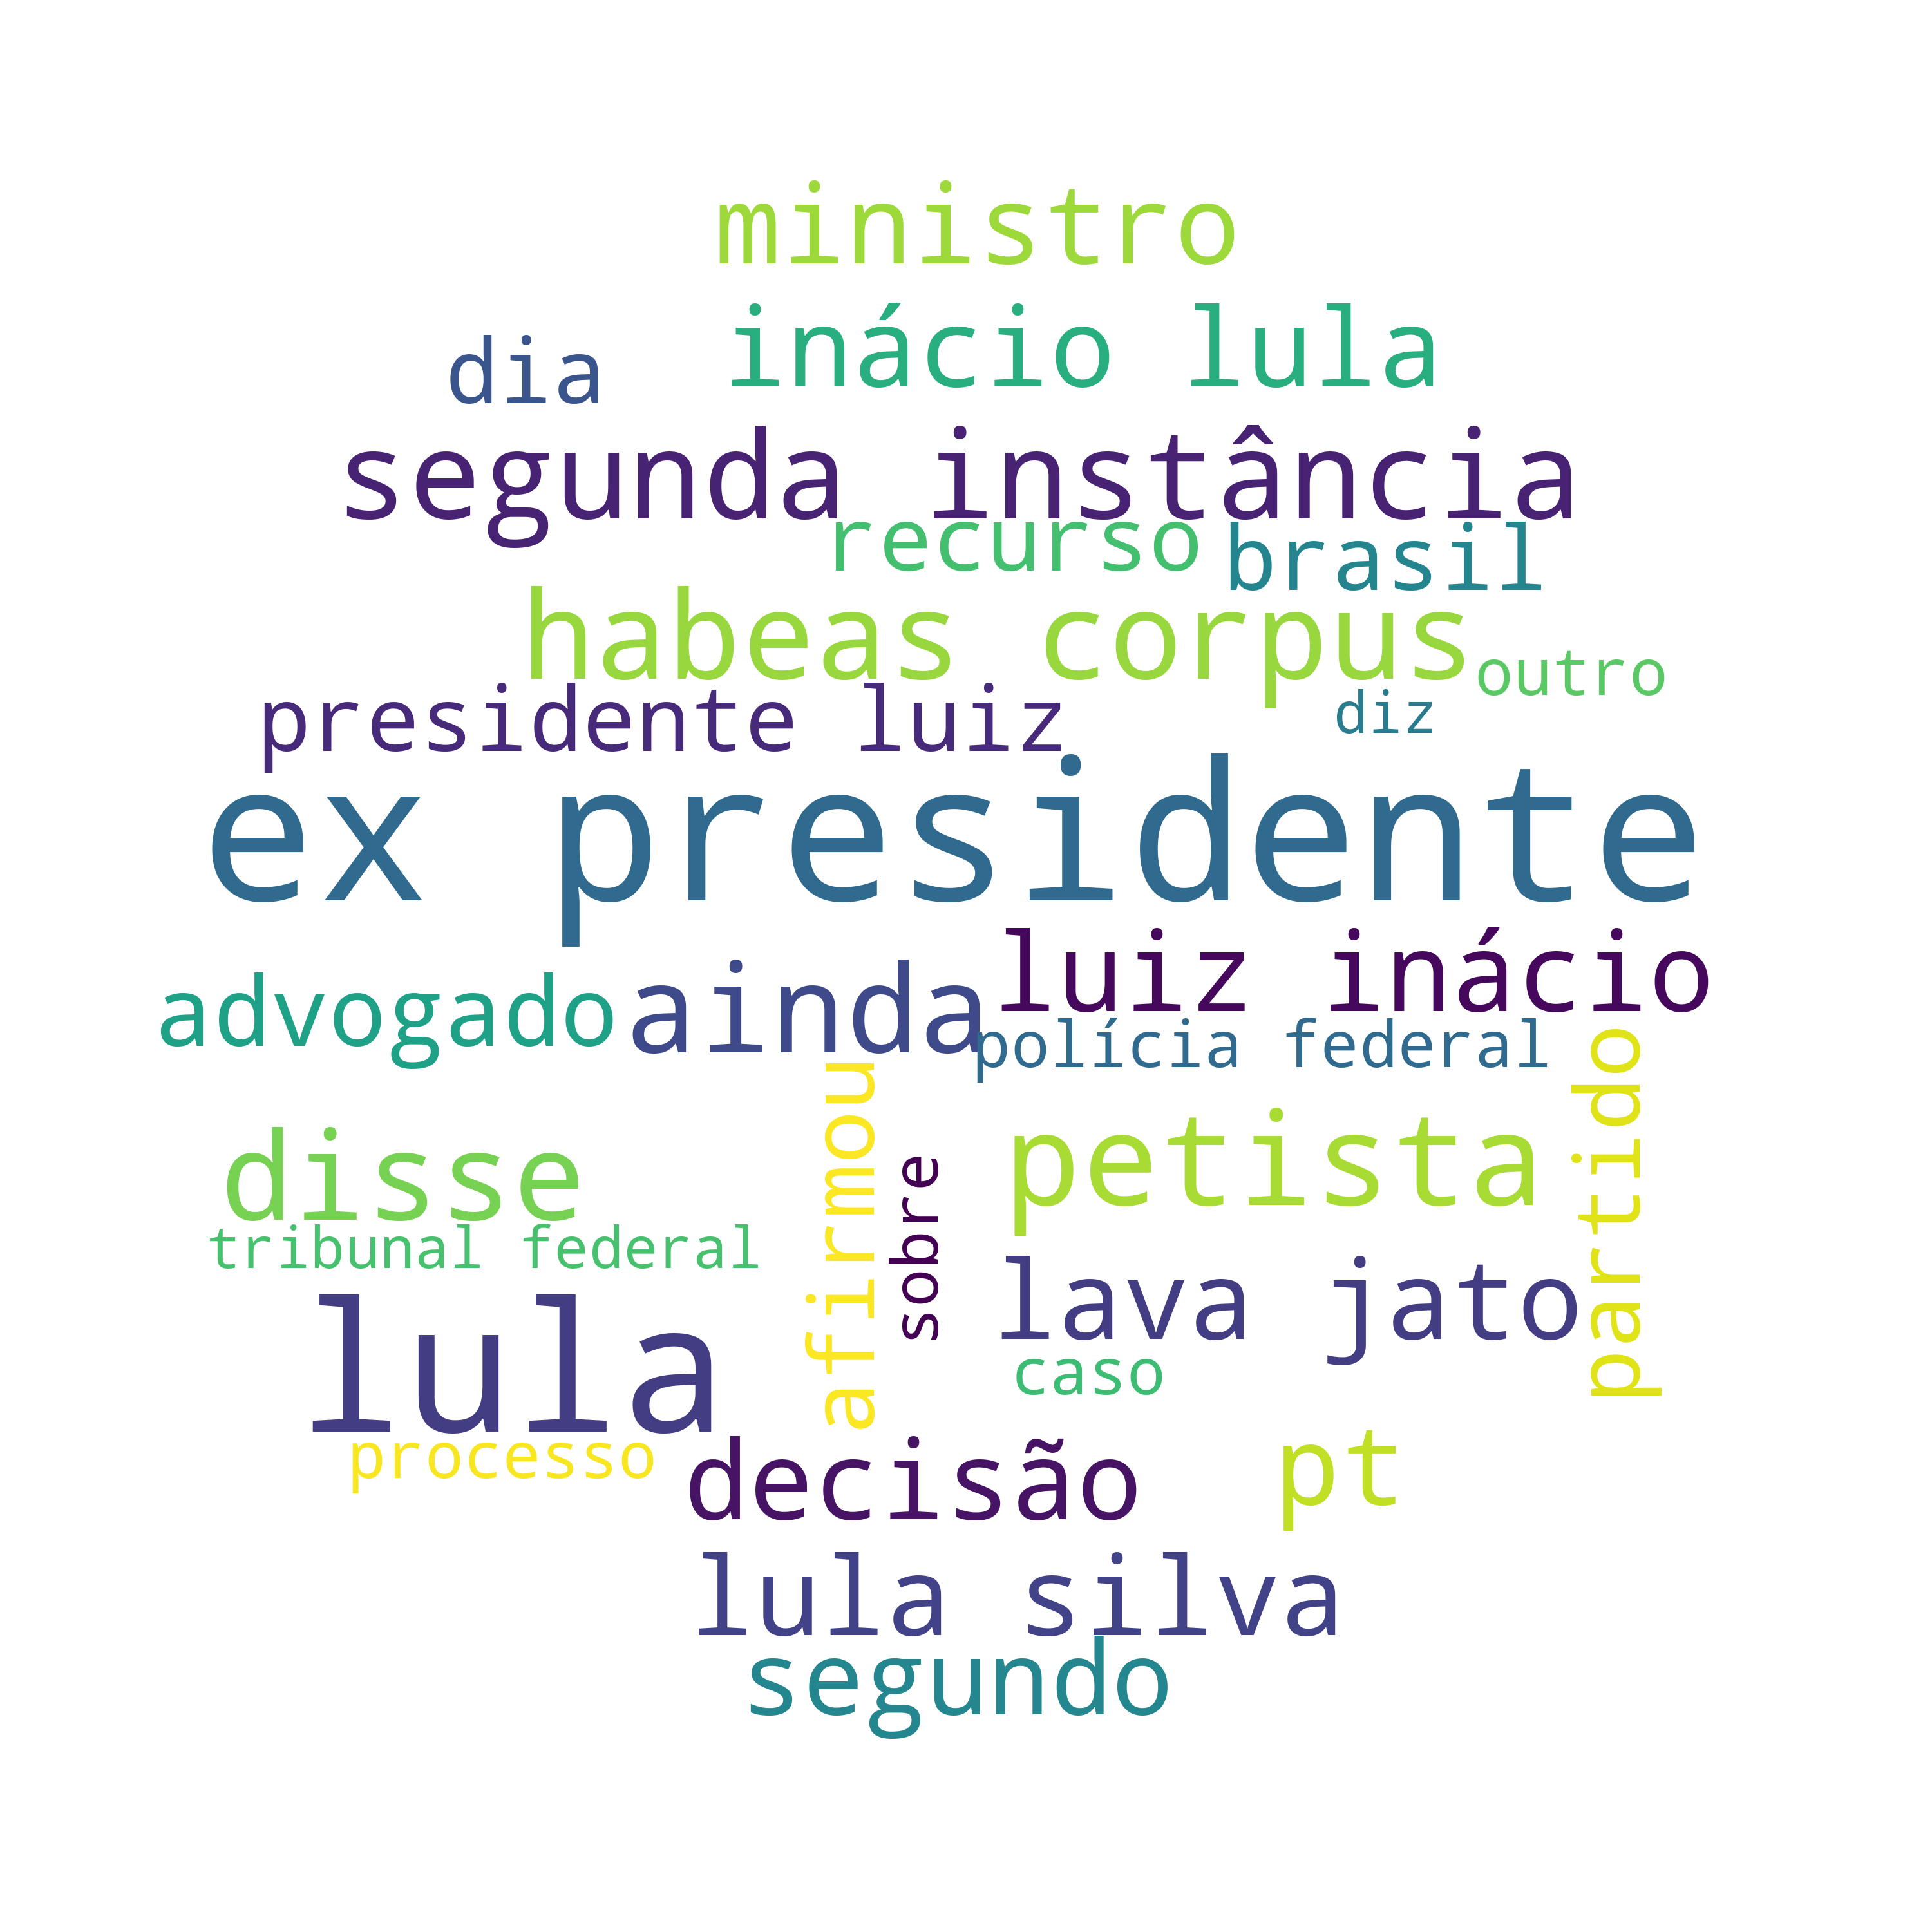 ministro
inácio lula
dia
segunda instância
recurso
brasil
habeas corpus
outro
presidente luiz
diz
ex presidente
luiz inácio
advogado
ainda
polícia federal
partido
afirmou
disse
petista
sobre
tribunal federal
lava jato
lula
caso
processo
decisão
pt
lula silva
segundo